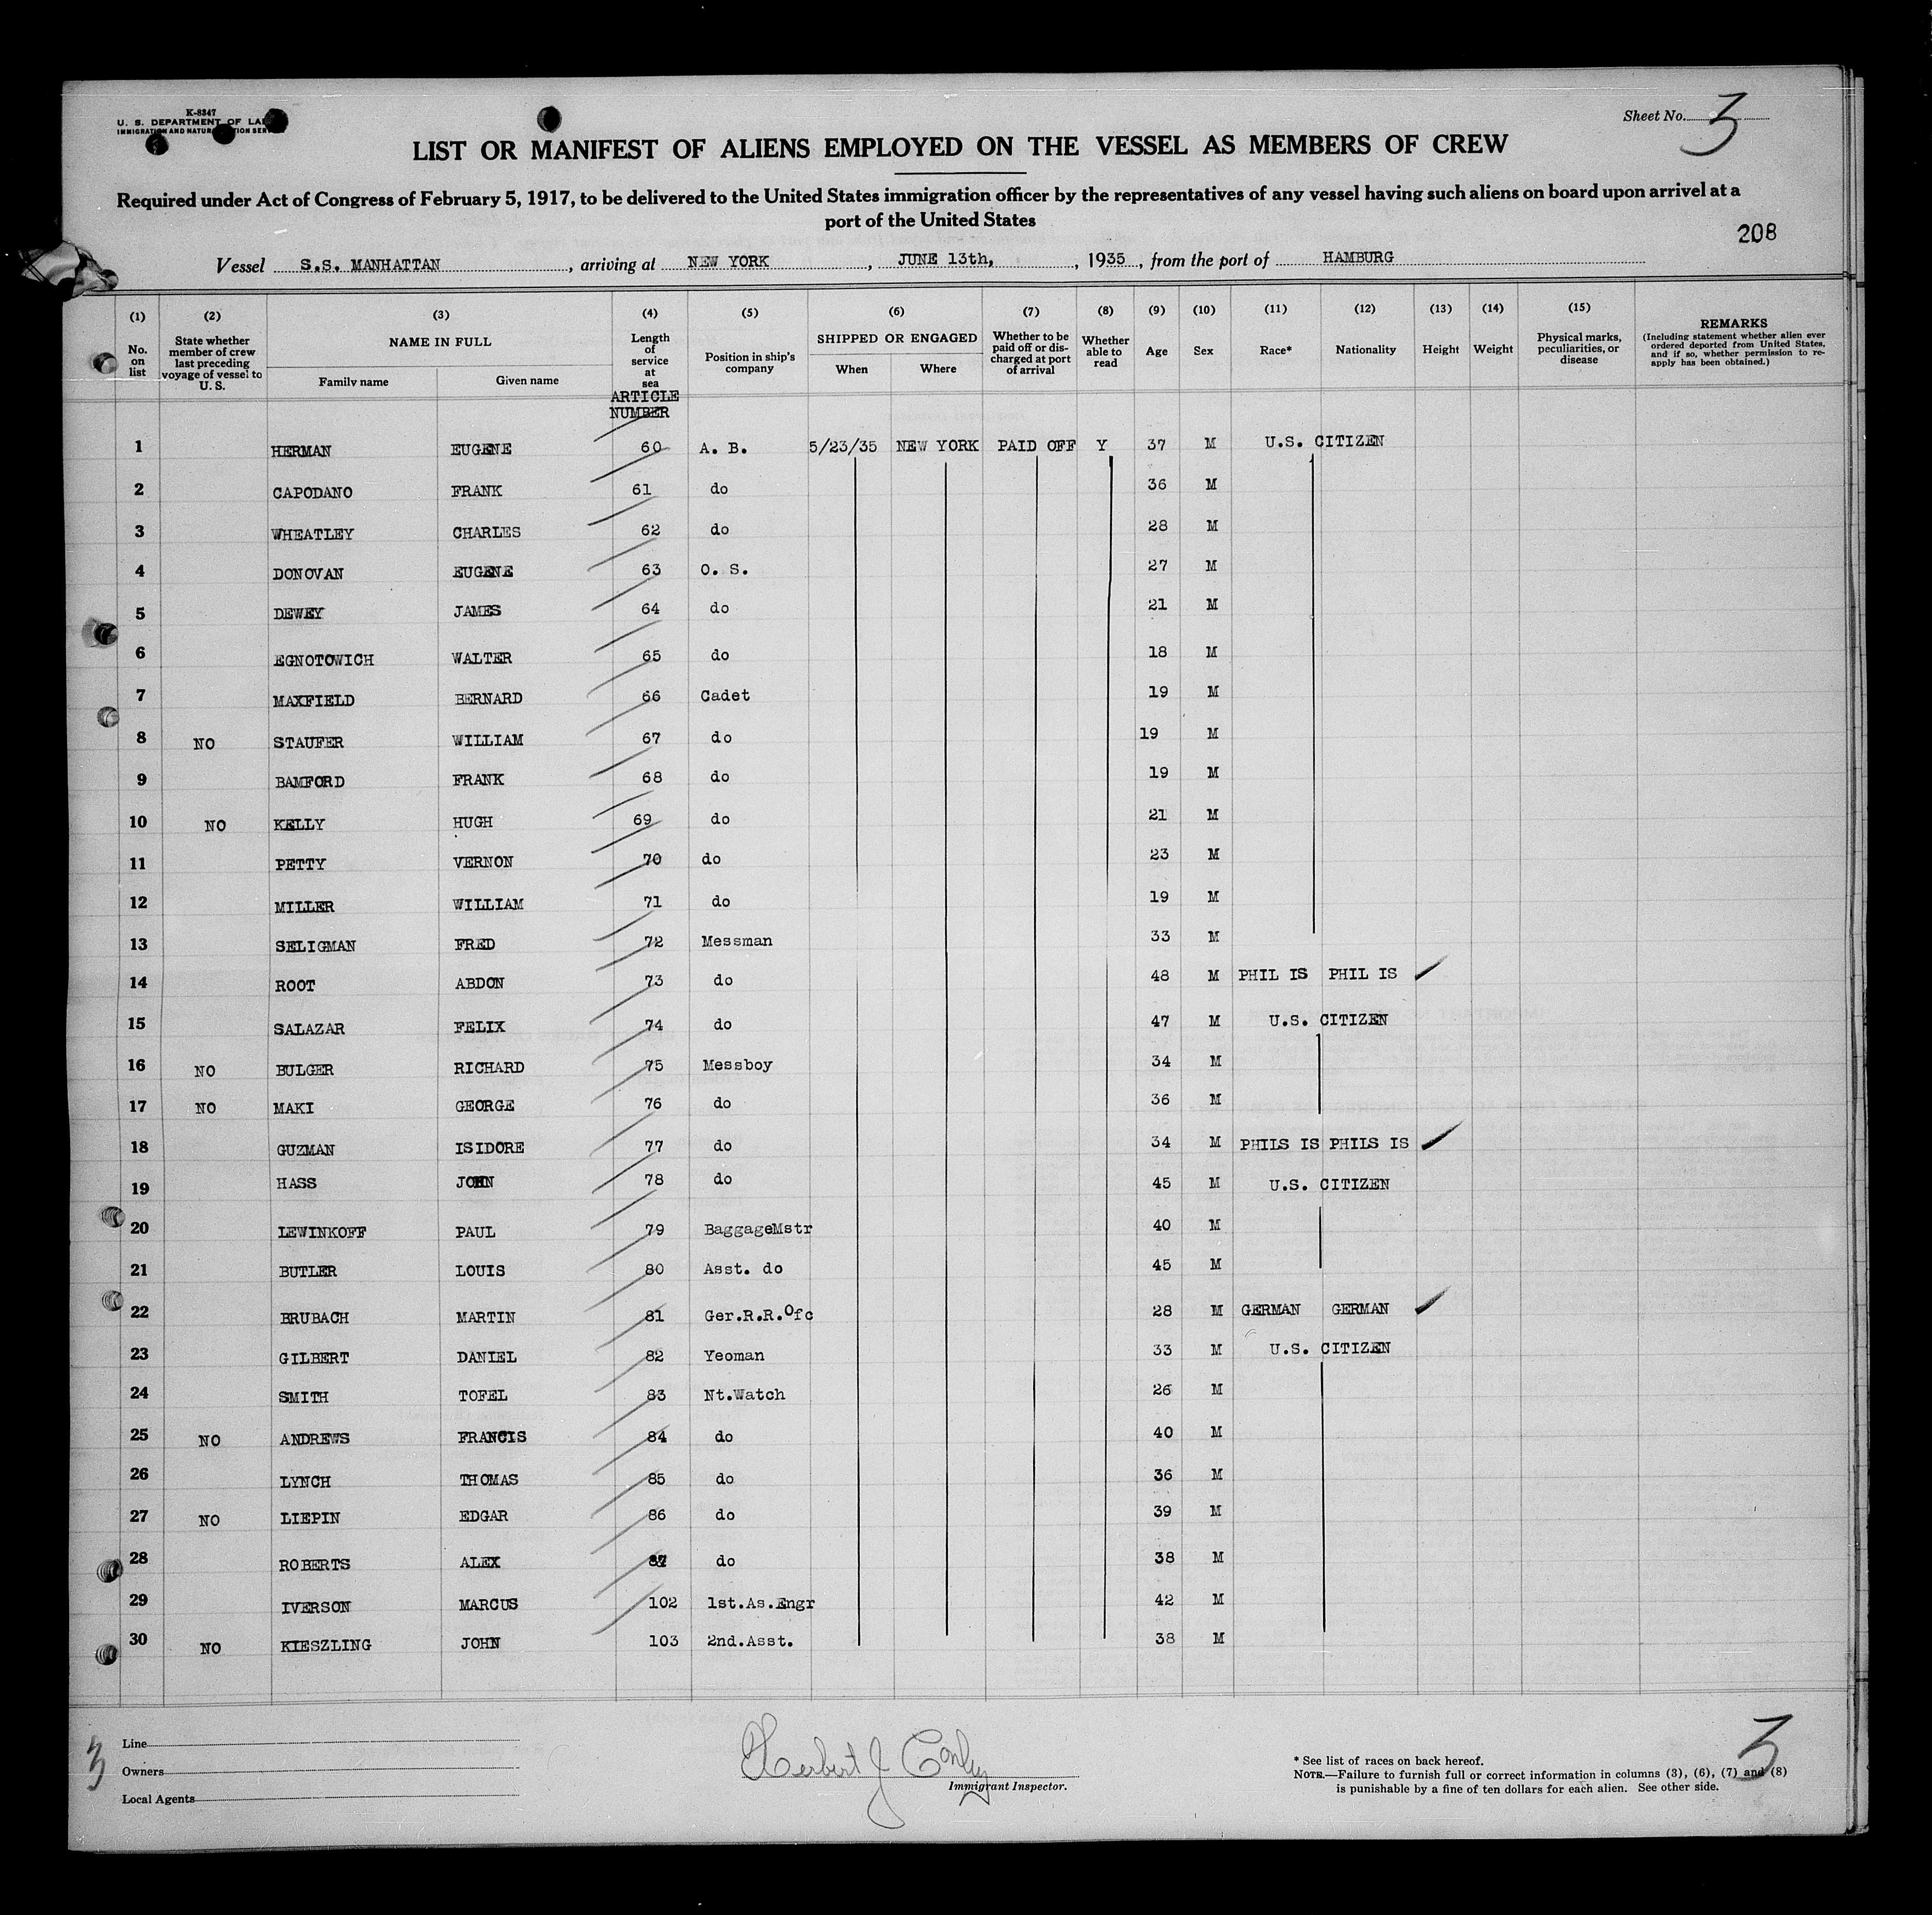 K-8347
U. S. DEPARTMENT OF
IMMIGRATION AND
Sheet No. 3
LIST OR MANIFEST OF ALIENS EMPLOYED ON THE VESSEL AS MEMBERS OF CREW
Required under Act of Congress of February 5, 1917, to be delivered to the United States immigration officer by the representatives of any vessel having such aliens on board upon arrival at a
port of the United States
208
Vessel S.S. MANHATTAN, arriving at NEW YORK, JUNE 13th, , 1935, from the port of HAMBURG
(1) No. on list
(2) State whether member of crew last preceding voyage of vessel to U. S.
(3) NAME IN FULL Family name Given name
(4) Length of service at sea
ARTICLE NUMBER
(5) Position in ship's company
(6) SHIPPED OR ENGAGED When Where
(7) Whether to be paid off or discharged at port of arrival
(8) Whether able to read
(9) Age
(10) Sex
(11) Race*
(12) Nationality
(13) Height
(14) Weight
(15) Physical marks, peculiarities, or disease
REMARKS (Including statement whether alien ever ordered deported from United States, and if so, whether permission to reapply has been obtained.)
1 HERMAN EUGENE 60 A. B. 5/23/35 NEW YORK PAID OFF Y 37 M U.S. CITIZEN
2 CAPODANO FRANK 61 do 36 M
3 WHEATLEY CHARLES 62 do 28 M
4 DONOVAN EUGENE 63 O. S. 27 M
5 DEWEY JAMES 64 do 21 M
6 EGNOTOWICH WALTER 65 do 18 M
7 MAXFIELD BERNARD 66 Cadet 19 M
8 NO STAUFER WILLIAM 67 do 19 M
9 BAMFORD FRANK 68 do 19 M
10 NO KELLY HUGH 69 do 21 M
11 PETTY VERNON 70 do 23 M
12 MILLER WILLIAM 71 do 19 M
13 SELIGMAN FRED 72 Messman 33 M
14 ROOT ABDON 73 do 48 M PHIL IS PHIL IS
15 SALAZAR FELIX 74 do 47 M U.S. CITIZEN
16 NO BULGER RICHARD 75 Messboy 34 M
17 NO MAKI GEORGE 76 do 36 M
18 GUZMAN ISIDORE 77 do 34 M PHILS IS PHILS IS
19 HASS JOHN 78 do 45 M U.S. CITIZEN
20 LEWINKOFF PAUL 79 BaggageMstr 40 M
21 BUTLER LOUIS 80 Asst. do 45 M
22 BRUBACH MARTIN 81 Ger.R.R.Ofc 28 M GERMAN GERMAN
23 GILBERT DANIEL 82 Yeoman 33 M U.S. CITIZEN
24 SMITH TOFEL 83 Nt.Watch 26 M
25 NO ANDREWS FRANCIS 84 do 40 M
26 LYNCH THOMAS 85 do 36 M
27 NO LIEPIN EDGAR 86 do 39 M
28 ROBERTS ALEX 87 do 38 M
29 IVERSON MARCUS 102 1st.As.Engr 42 M
30 NO KIESZLING JOHN 103 2nd.Asst. 38 M
3
Line
Owners
Local Agents
Herbert J Conley
Immigrant Inspector.
* See list of races on back hereof.
NOTE.—Failure to furnish full or correct information in columns (3), (6), (7) and (8)
is punishable by a fine of ten dollars for each alien. See other side.
3